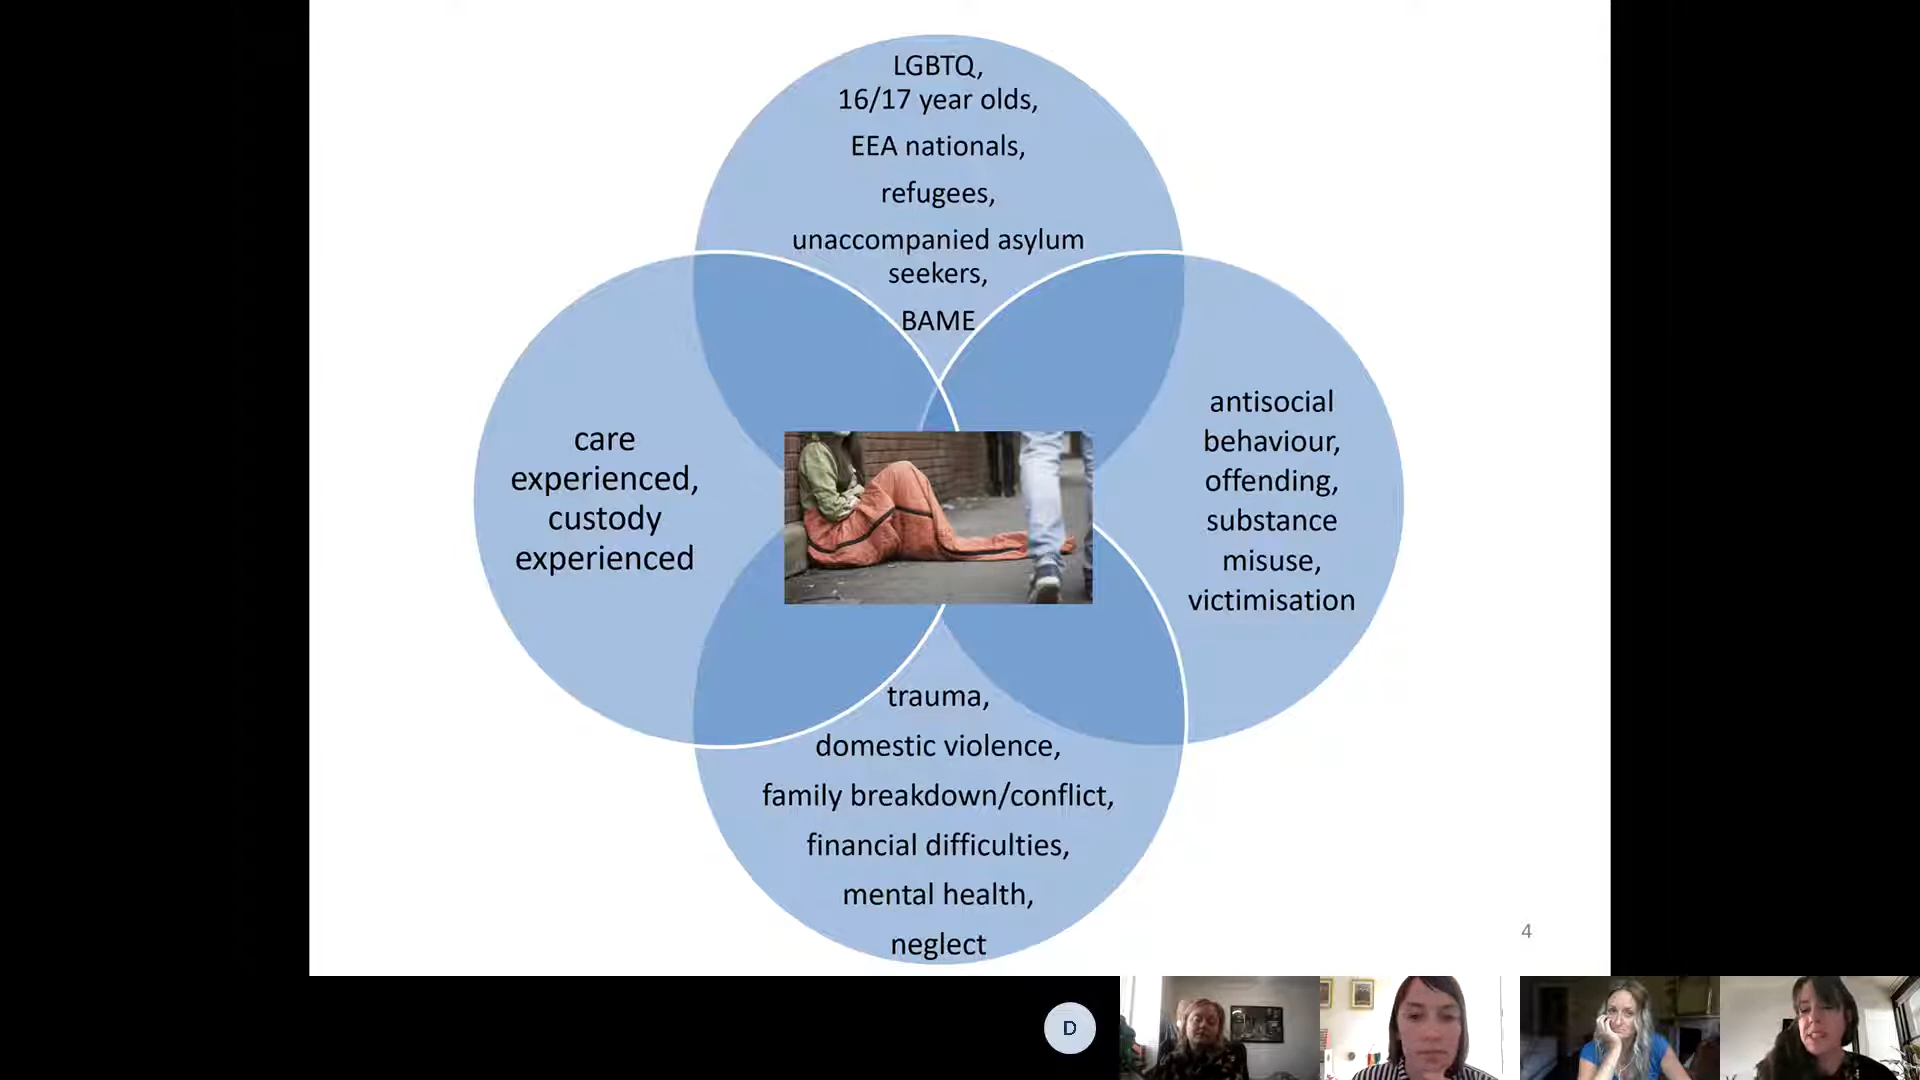 LGBTQ,
16/17 year olds,
EEA nationals,
refugees,
unaccompanied asylum
seekers,
BAME
care
experienced,
custody
experienced
antisocial
behaviour,
offending,
substance
misuse,
victimisation
trauma,
domestic violence,
family breakdown/conflict,
financial difficulties,
mental health,
neglect
4
D